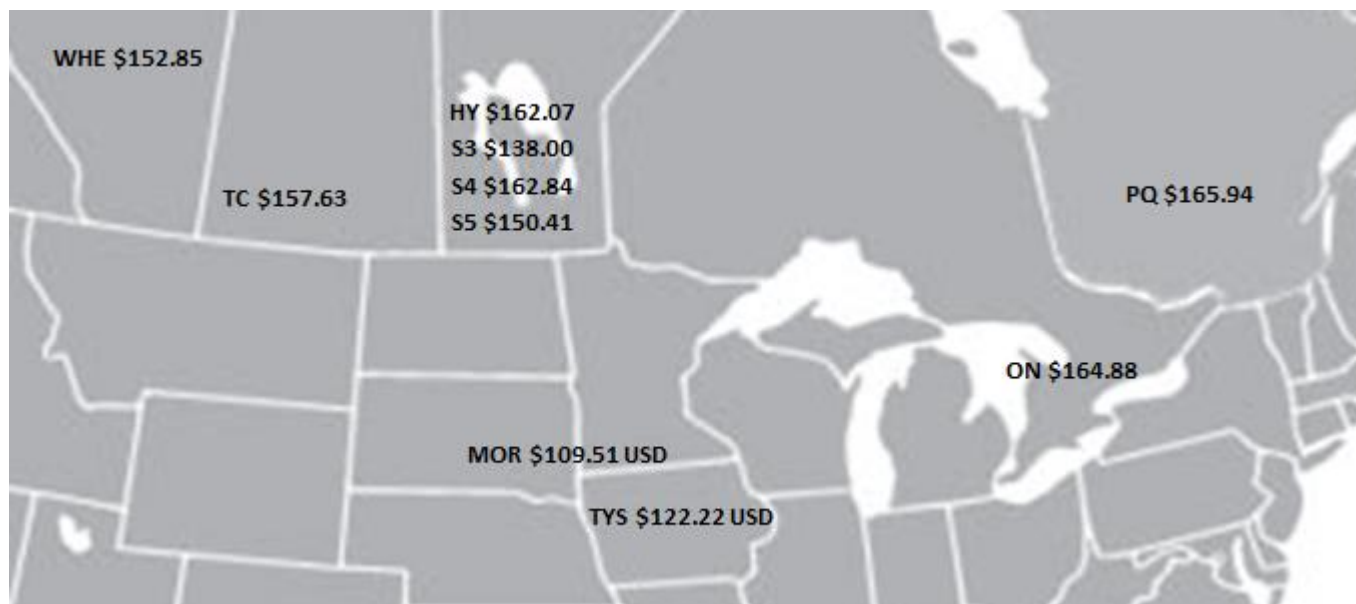 WHE $152.85
HY $162.07
S3 $138.00
S4 $162.84
S5 $150.41
TC $157.63
PQ $165.94
ON $164.88
MOR $109.51 USD
TYS $122.22 USD